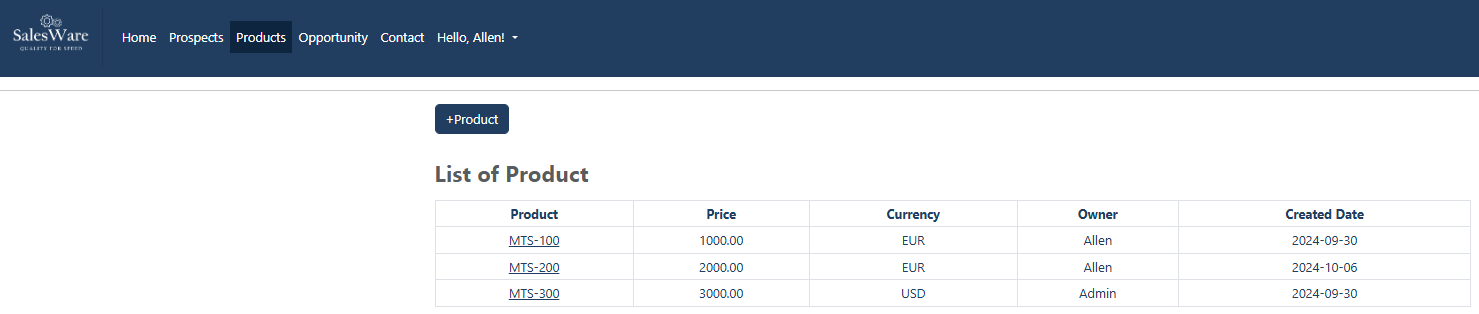 SalesWare
QUALITY FOR SPEED
Home Prospects Products Opportunity Contact Hello, Allen!
+Product
List of Product
Product Price Currency Owner Created Date
MTS-100 1000.00 EUR Allen 2024-09-30
MTS-200 2000.00 EUR Allen 2024-10-06
MTS-300 3000.00 USD Admin 2024-09-30